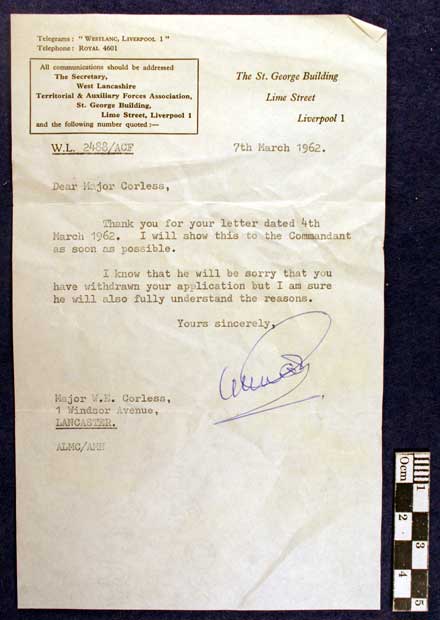 Telegrams: "WESTLANC, LIVERPOOL 1"
Telephone: ROYAL 4601
All communications should be addressed
The Secretary,
West Lancashire
Territorial & Auxiliary Forces Association,
St. George Building,
Lime Street, Liverpool 1
and the following number quoted:—
The St. George Building
Lime Street
Liverpool 1
W.L. 2488/ACF
7th March 1962.
Dear Major Corless,
Thank you for your letter dated 4th
March 1962. I will show this to the Commandant
as soon as possible.
I know that he will be sorry that you
have withdrawn your application but I am sure
he will also fully understand the reasons.
Yours sincerely,
Major W.E. Corless,
1 Windsor Avenue,
LANCASTER.
ALMC/AMH
0cm
1
2
3
4
5